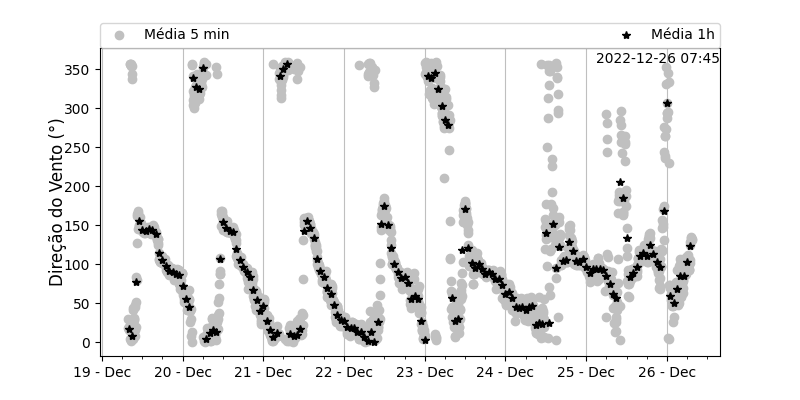 Média 5 min
Média 1h
2022-12-26 07:45
Direção do Vento (°)
350
300
250
200
150
100
50
0
19 - Dec
20 - Dec
21 - Dec
22 - Dec
23 - Dec
24 - Dec
25 - Dec
26 - Dec